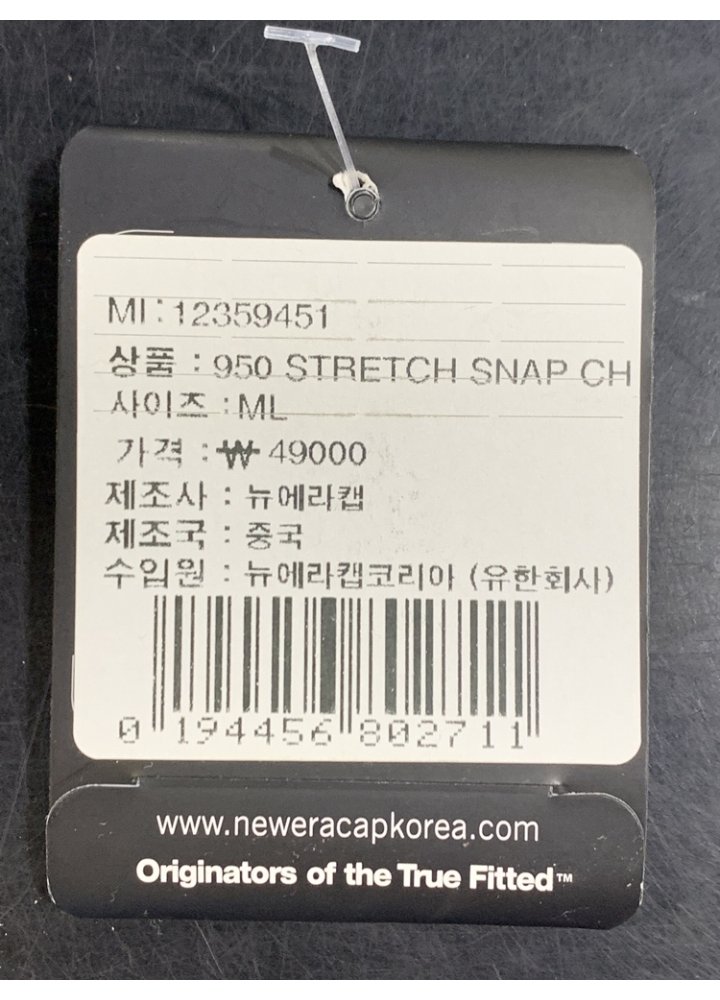 MI:12359451
상품 : 950 STRETCH SNAP CH
사이즈 : ML
가격 : ₩ 49000
제조사 : 뉴에라캡
제조국 : 중국
수입원 : 뉴에라캡코리아 (유한회사)
0 194456 802711
www.neweracapkorea.com
Originators of the True Fitted™